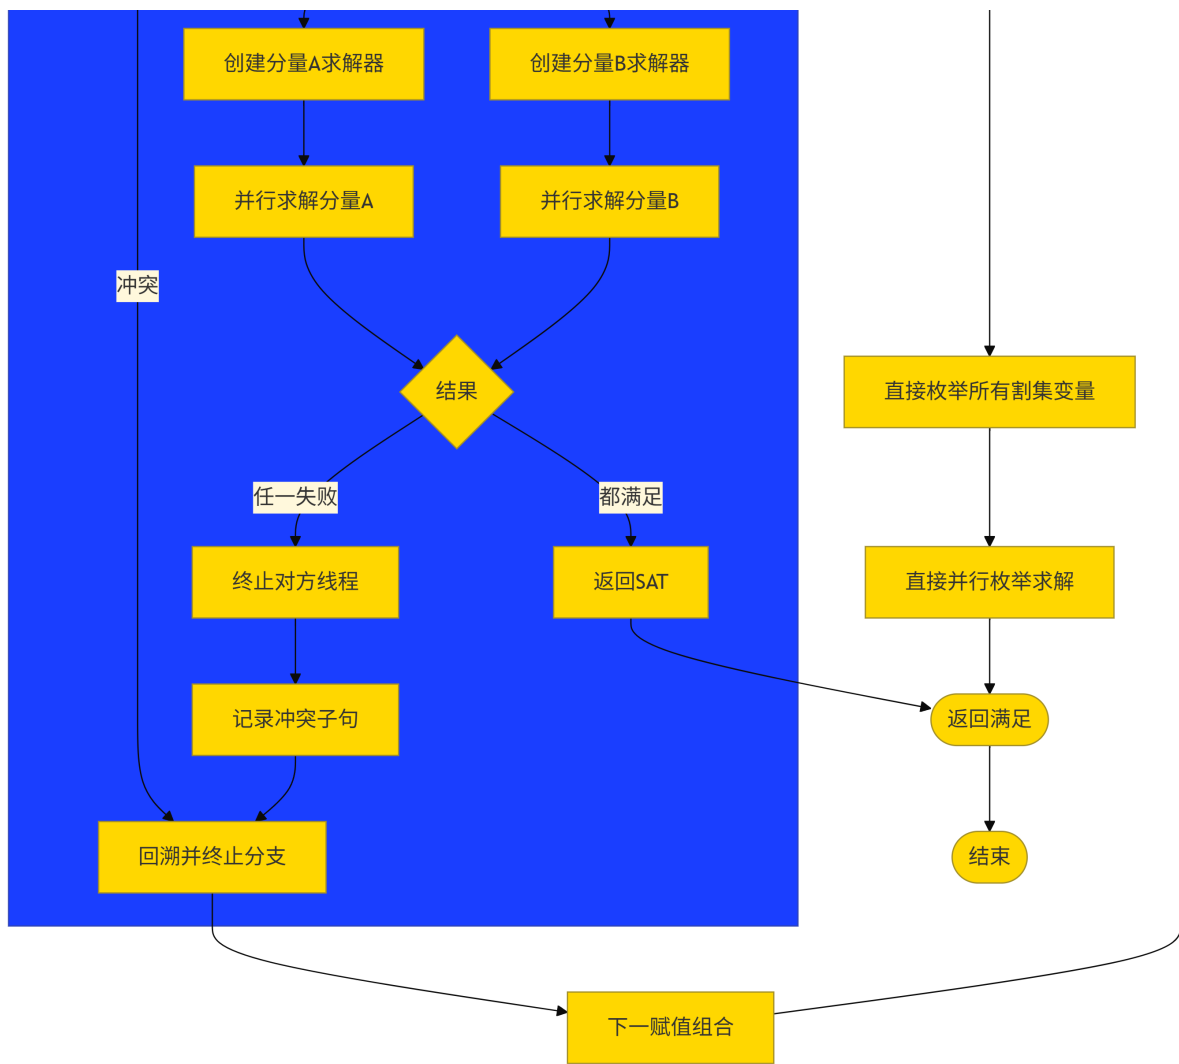 创建分量A求解器
创建分量B求解器
并行求解分量A
并行求解分量B
冲突
结果
直接枚举所有割集变量
任一失败
都满足
终止对方线程
返回SAT
直接并行枚举求解
记录冲突子句
返回满足
回溯并终止分支
结束
下一赋值组合